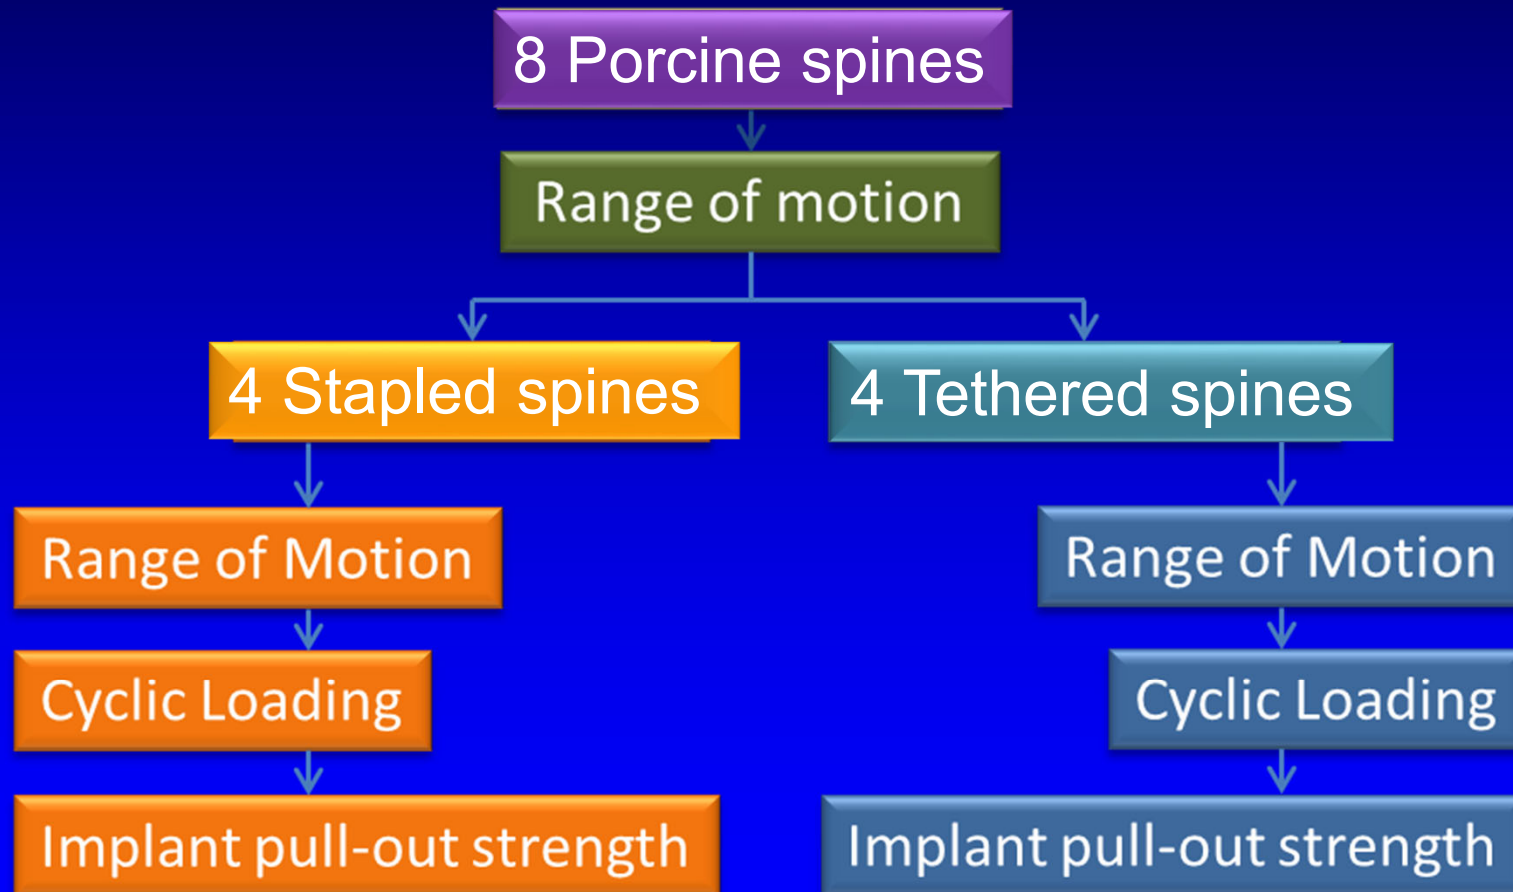 8 Porcine spines
Range of motion
4 Stapled spines
4 Tethered spines
Range of Motion
Range of Motion
Cyclic Loading
Cyclic Loading
Implant pull-out strength
Implant pull-out strength